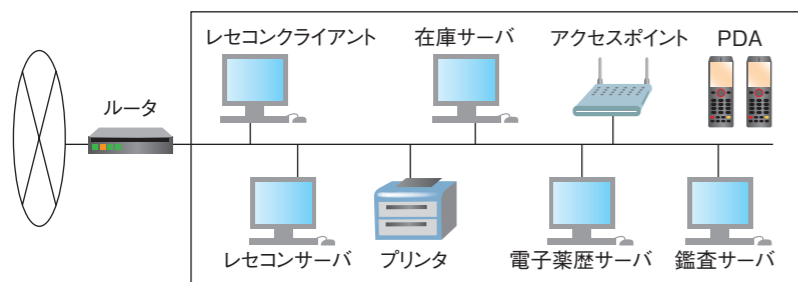 レセコンクライアント
在庫サーバ
アクセスポイント
PDA
ルータ
レセコンサーバ
プリンタ
電子薬歴サーバ
鑑査サーバ